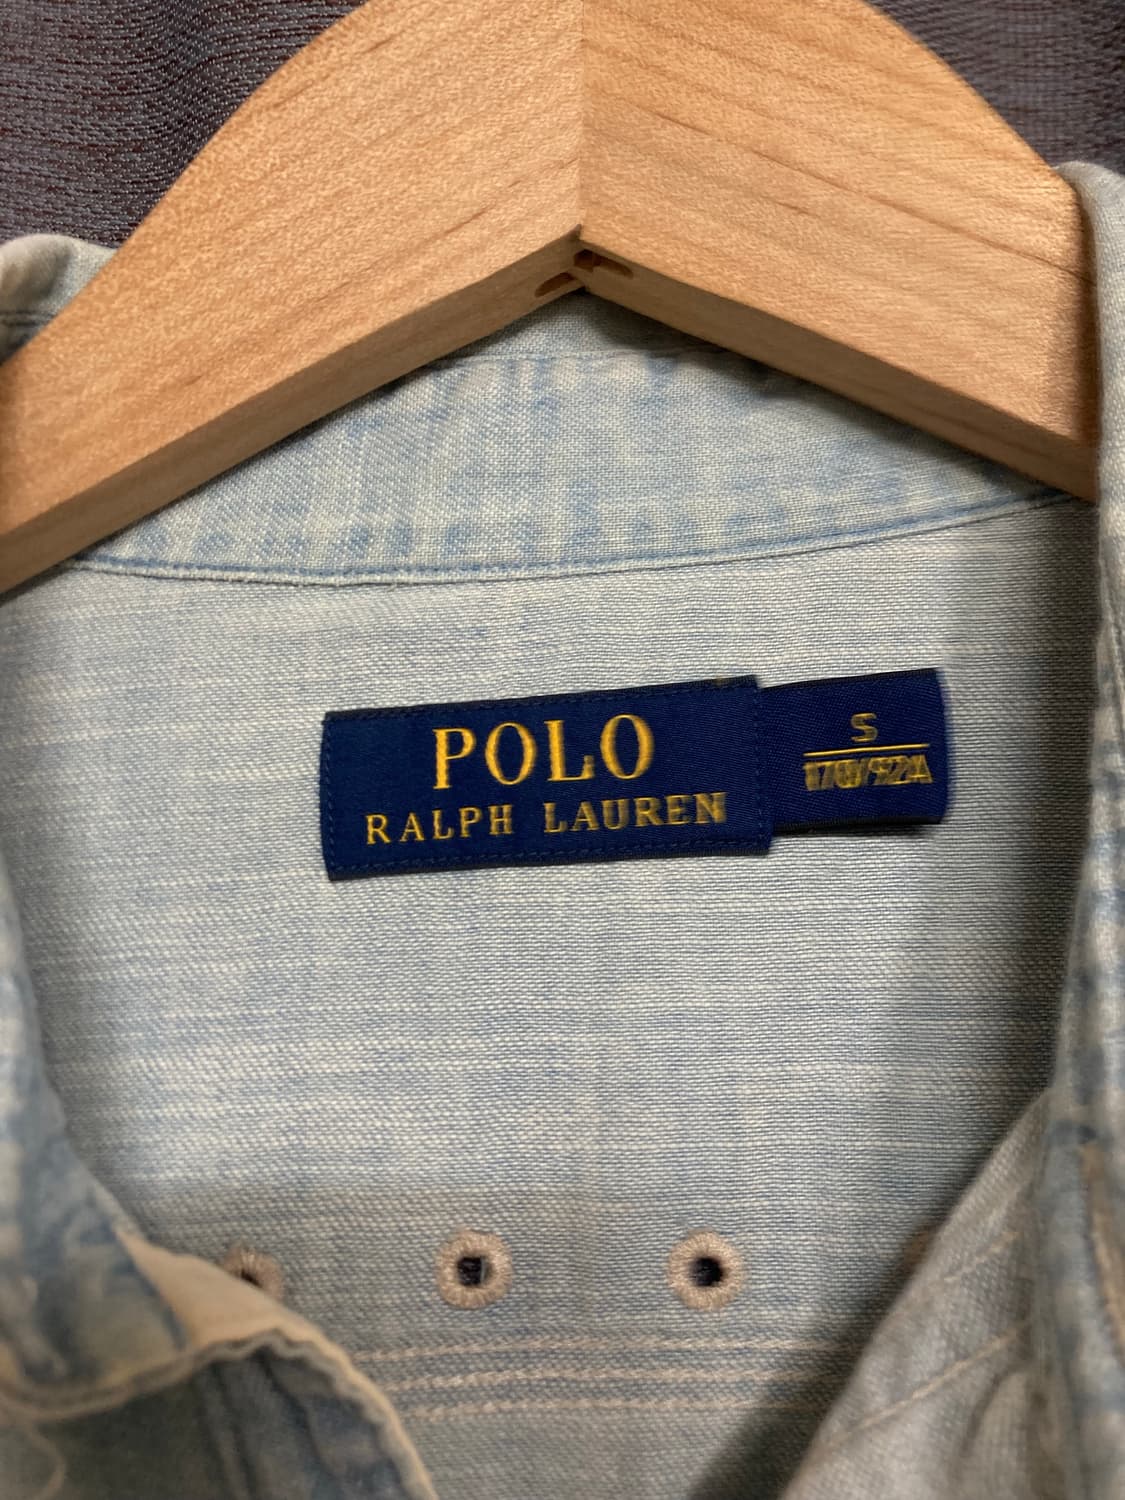 POLO
RALPH LAUREN
S
170/92A